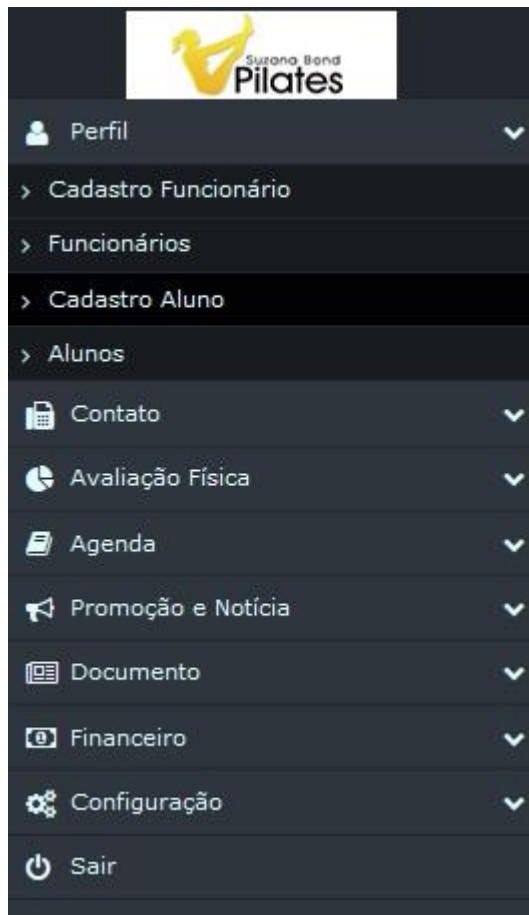 Suzana Bond
Pilates
Perfil
Cadastro Funcionário
Funcionários
Cadastro Aluno
Alunos
Contato
Avaliação Física
Agenda
Promoção e Notícia
Documento
Financeiro
Configuração
Sair